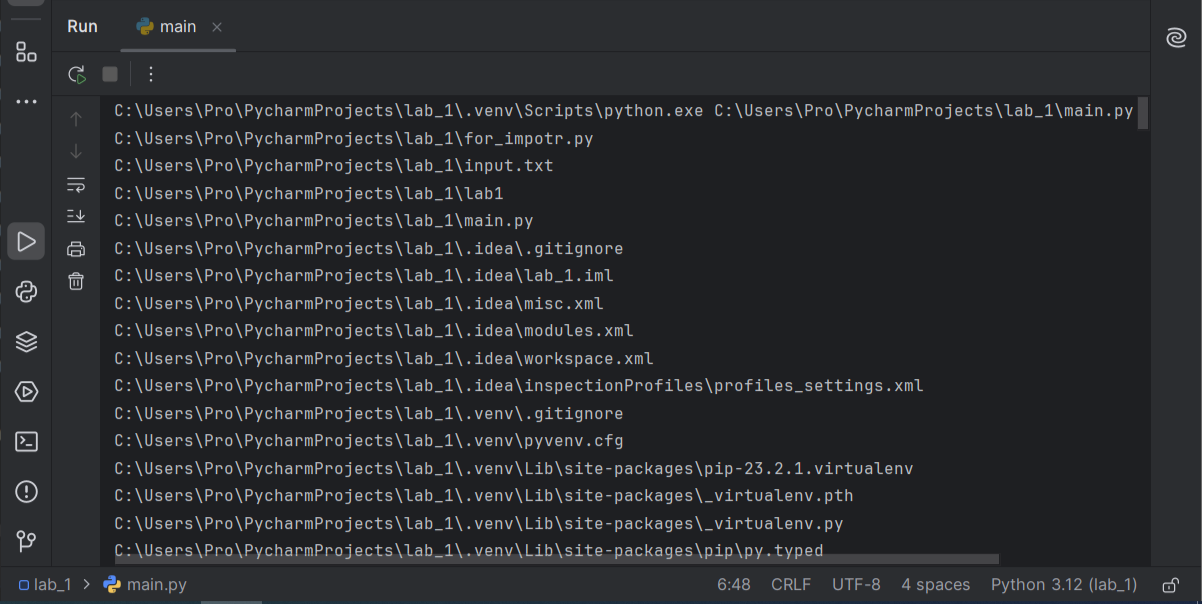 Run main
C:\Users\Pro\PycharmProjects\lab_1\.venv\Scripts\python.exe C:\Users\Pro\PycharmProjects\lab_1\main.py
C:\Users\Pro\PycharmProjects\lab_1\for_impotr.py
C:\Users\Pro\PycharmProjects\lab_1\input.txt
C:\Users\Pro\PycharmProjects\lab_1\lab1
C:\Users\Pro\PycharmProjects\lab_1\main.py
C:\Users\Pro\PycharmProjects\lab_1\.idea\.gitignore
C:\Users\Pro\PycharmProjects\lab_1\.idea\lab_1.iml
C:\Users\Pro\PycharmProjects\lab_1\.idea\misc.xml
C:\Users\Pro\PycharmProjects\lab_1\.idea\modules.xml
C:\Users\Pro\PycharmProjects\lab_1\.idea\workspace.xml
C:\Users\Pro\PycharmProjects\lab_1\.idea\inspectionProfiles\profiles_settings.xml
C:\Users\Pro\PycharmProjects\lab_1\.venv\.gitignore
C:\Users\Pro\PycharmProjects\lab_1\.venv\pyvenv.cfg
C:\Users\Pro\PycharmProjects\lab_1\.venv\Lib\site-packages\pip-23.2.1.virtualenv
C:\Users\Pro\PycharmProjects\lab_1\.venv\Lib\site-packages\_virtualenv.pth
C:\Users\Pro\PycharmProjects\lab_1\.venv\Lib\site-packages\_virtualenv.py
C:\Users\Pro\PycharmProjects\lab_1\.venv\Lib\site-packages\pip\py.typed
lab_1 > main.py 6:48 CRLF UTF-8 4 spaces Python 3.12 (lab_1)